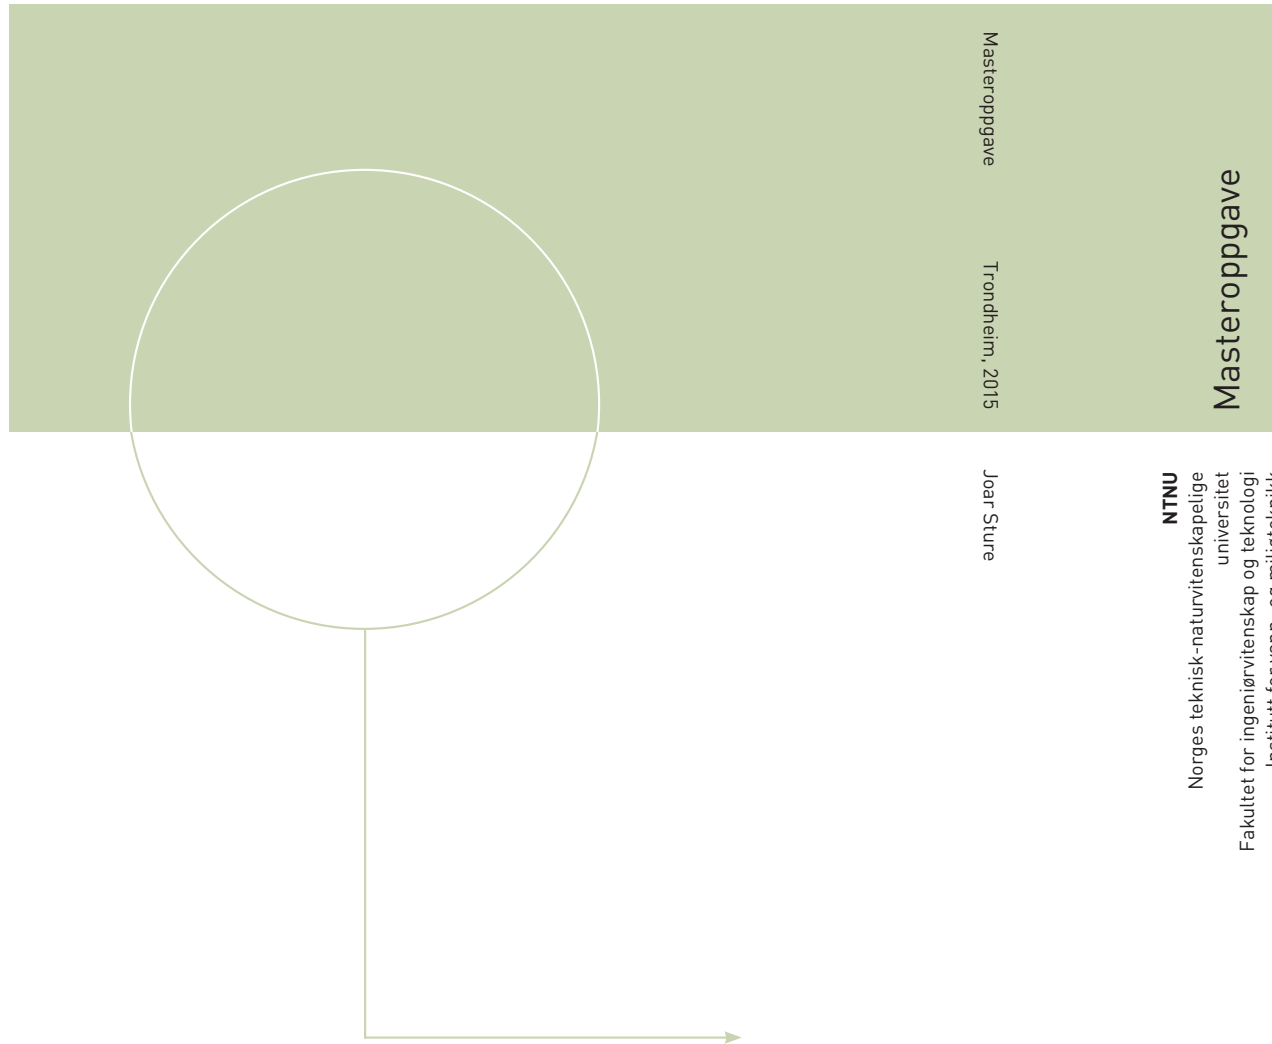 Masteroppgave
Trondheim, 2015
Joar Sture
Masteroppgave
NTNU
Norges teknisk-naturvitenskapelige
universitet
Fakultet for ingeniørvitenskap og teknologi